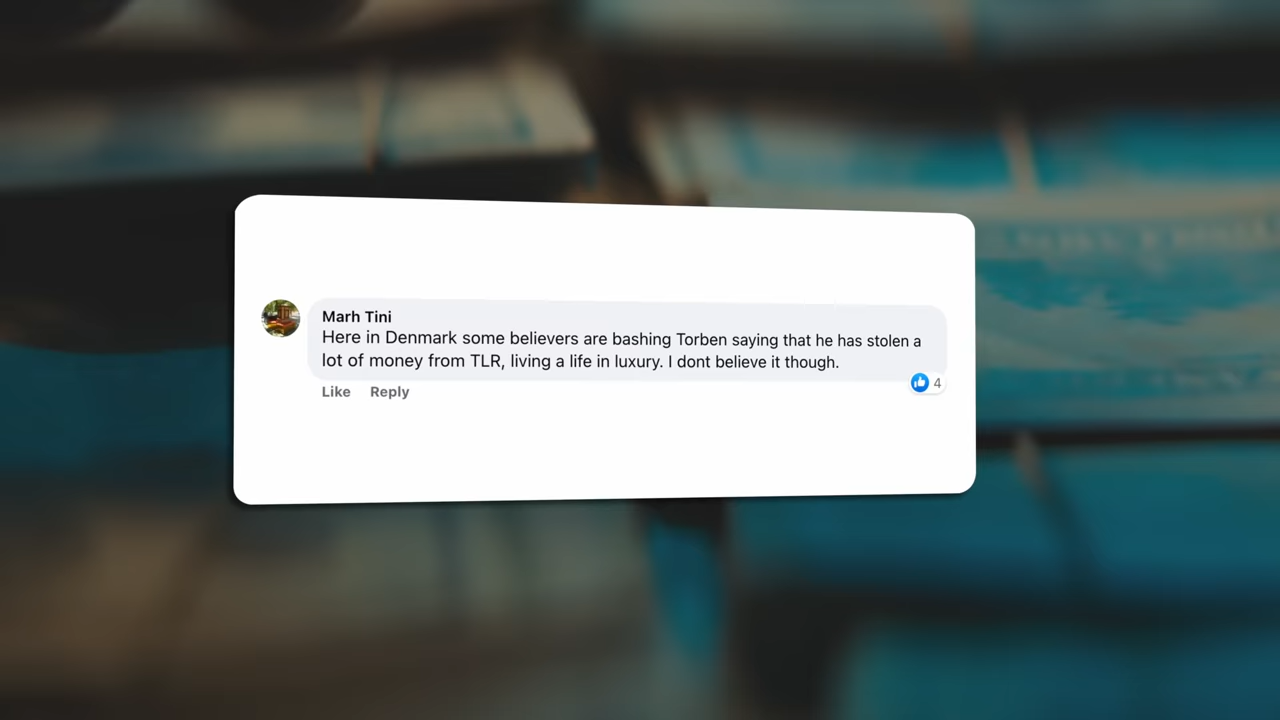 Marh Tini
Here in Denmark some believers are bashing Torben saying that he has stolen a
lot of money from TLR, living a life in luxury. I dont believe it though.
Like Reply
4